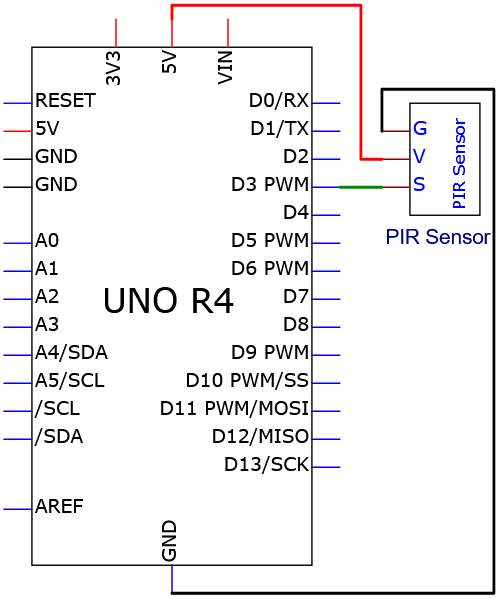 3V3
5V
VIN
RESET
5V
GND
GND
A0
A1
A2
A3
A4/SDA
A5/SCL
/SCL
/SDA
AREF
UNO R4
D0/RX
D1/TX
D2
D3 PWM
D4
D5 PWM
D6 PWM
D7
D8
D9 PWM
D10 PWM/SS
D11 PWM/MOSI
D12/MISO
D13/SCK
GND
G
V
S
PIR Sensor
PIR Sensor